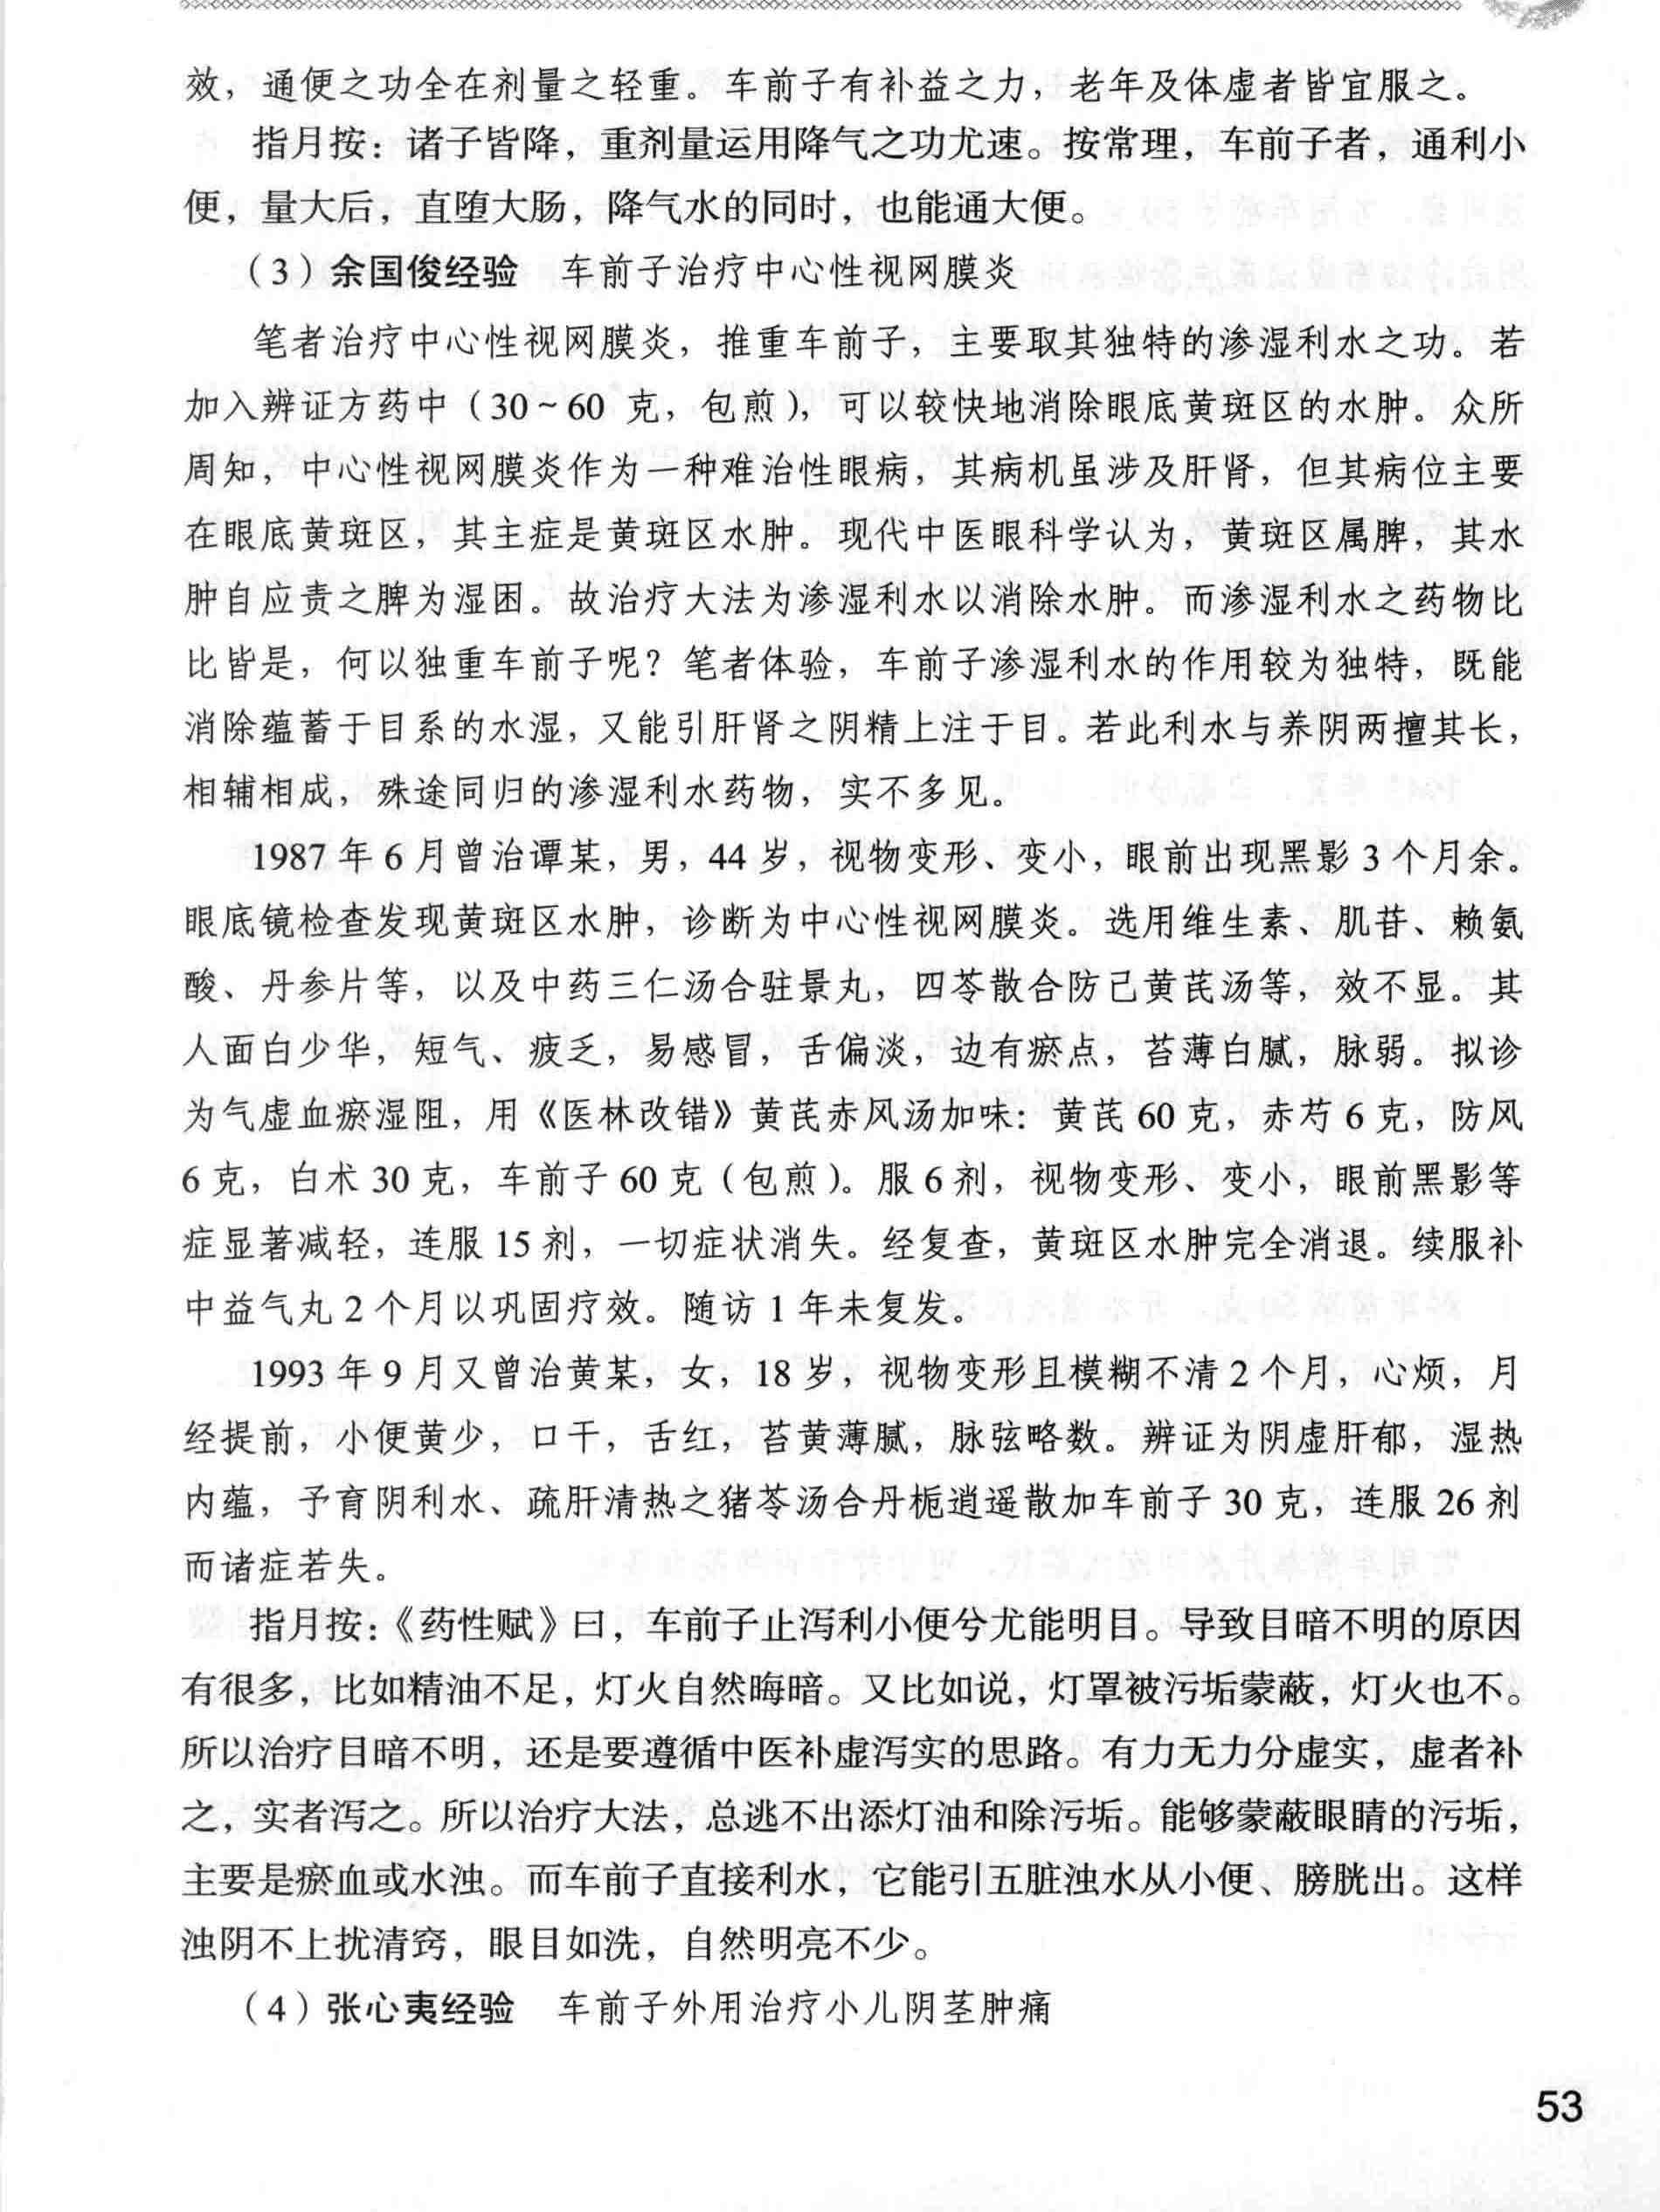 效，通便之功全在剂量之轻重。车前子有补益之力，老年及体虚者皆宜服之。
指月按：诸子皆降，重剂量运用降气之功尤速。按常理，车前子者，通利小
便，量大后，直堕大肠，降气水的同时，也能通大便。
（3）余国俊经验　车前子治疗中心性视网膜炎
笔者治疗中心性视网膜炎，推重车前子，主要取其独特的渗湿利水之功。若
加入辨证方药中（30～60 克，包煎），可以较快地消除眼底黄斑区的水肿。众所
周知，中心性视网膜炎作为一种难治性眼病，其病机虽涉及肝肾，但其病位主要
在眼底黄斑区，其主症是黄斑区水肿。现代中医眼科学认为，黄斑区属脾，其水
肿自应责之脾为湿困。故治疗大法为渗湿利水以消除水肿。而渗湿利水之药物比
比皆是，何以独重车前子呢？笔者体验，车前子渗湿利水的作用较为独特，既能
消除蕴蓄于目系的水湿，又能引肝肾之阴精上注于目。若此利水与养阴两擅其长，
相辅相成，殊途同归的渗湿利水药物，实不多见。
1987 年 6 月曾治谭某，男，44 岁，视物变形、变小，眼前出现黑影 3 个月余。
眼底镜检查发现黄斑区水肿，诊断为中心性视网膜炎。选用维生素、肌苷、赖氨
酸、丹参片等，以及中药三仁汤合驻景丸，四苓散合防己黄芪汤等，效不显。其
人面白少华，短气、疲乏，易感冒，舌偏淡，边有瘀点，苔薄白腻，脉弱。拟诊
为气虚血瘀湿阻，用《医林改错》黄芪赤风汤加味：黄芪 60 克，赤芍 6 克，防风
6 克，白术 30 克，车前子 60 克（包煎）。服 6 剂，视物变形、变小，眼前黑影等
症显著减轻，连服 15 剂，一切症状消失。经复查，黄斑区水肿完全消退。续服补
中益气丸 2 个月以巩固疗效。随访 1 年未复发。
1993 年 9 月又曾治黄某，女，18 岁，视物变形且模糊不清 2 个月，心烦，月
经提前，小便黄少，口干，舌红，苔黄薄腻，脉弦略数。辨证为阴虚肝郁，湿热
内蕴，予育阴利水、疏肝清热之猪苓汤合丹栀逍遥散加车前子 30 克，连服 26 剂
而诸症若失。
指月按：《药性赋》曰，车前子止泻利小便兮尤能明目。导致目暗不明的原因
有很多，比如精油不足，灯火自然晦暗。又比如说，灯罩被污垢蒙蔽，灯火也不。
所以治疗目暗不明，还是要遵循中医补虚泻实的思路。有力无力分虚实，虚者补
之，实者泻之。所以治疗大法，总逃不出添灯油和除污垢。能够蒙蔽眼睛的污垢，
主要是瘀血或水浊。而车前子直接利水，它能引五脏浊水从小便、膀胱出。这样
浊阴不上扰清窍，眼目如洗，自然明亮不少。
（4）张心夷经验　车前子外用治疗小儿阴茎肿痛
53